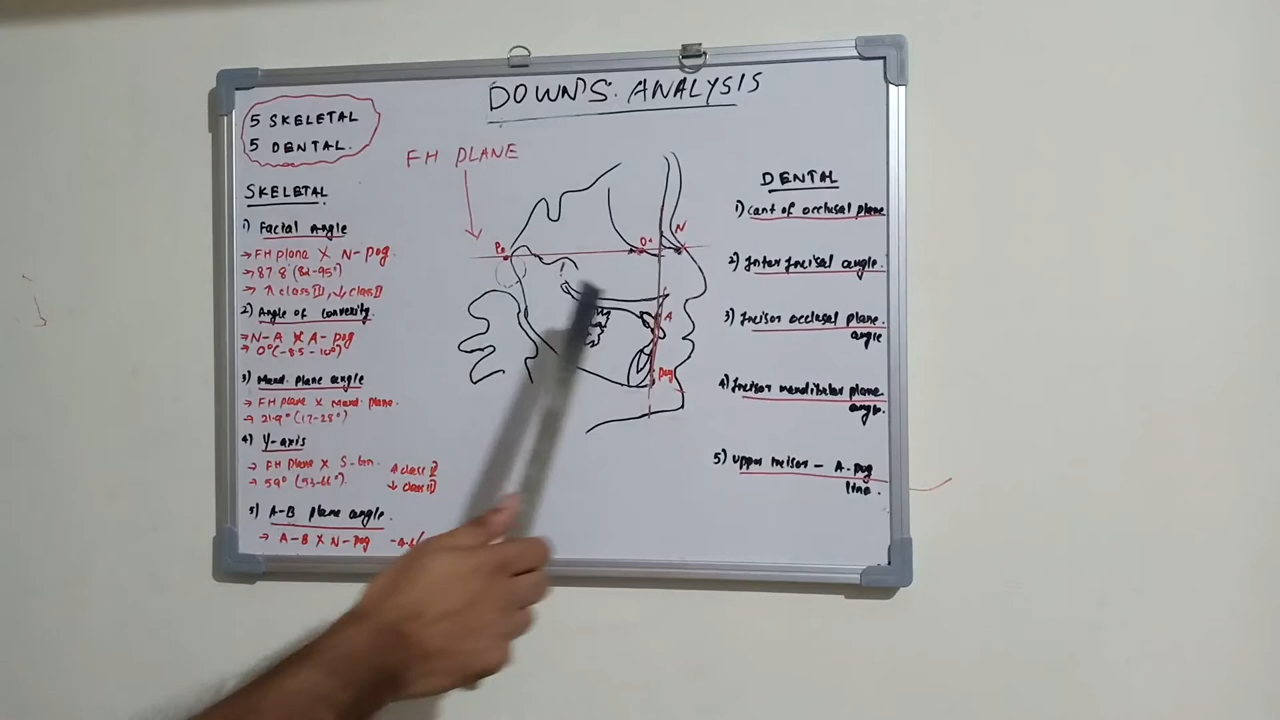 DOWN'S. ANALYSIS
5 SKELETAL
5 DENTAL.
SKELETAL
1) Facial Angle
→ FH plane X N-Pog.
→ 87.8° (82-95°)
→ ↑ class III, ↓ class II
2) Angle of convexity.
→ N-A X A-Pog
→ 0° (-8.5 - 10°)
3) Mand. plane angle
→ FH plane X Mand. plane.
→ 21.9° (17-28°)
4) Y-axis
→ FH plane X S-Gn.
→ 59° (53-66°).
↑ class II
↓ class III
5) A-B plane angle.
→ A-B X N-Pog
FH PLANE
Po
Or
N
A
Pog
DENTAL
1) Cant of occlusal plane
2) Inter incisal angle.
3) Incisor occlusal plane.
angle
4) Incisor mandibular plane
angle.
5) Upper incisor - A-Pog
line.